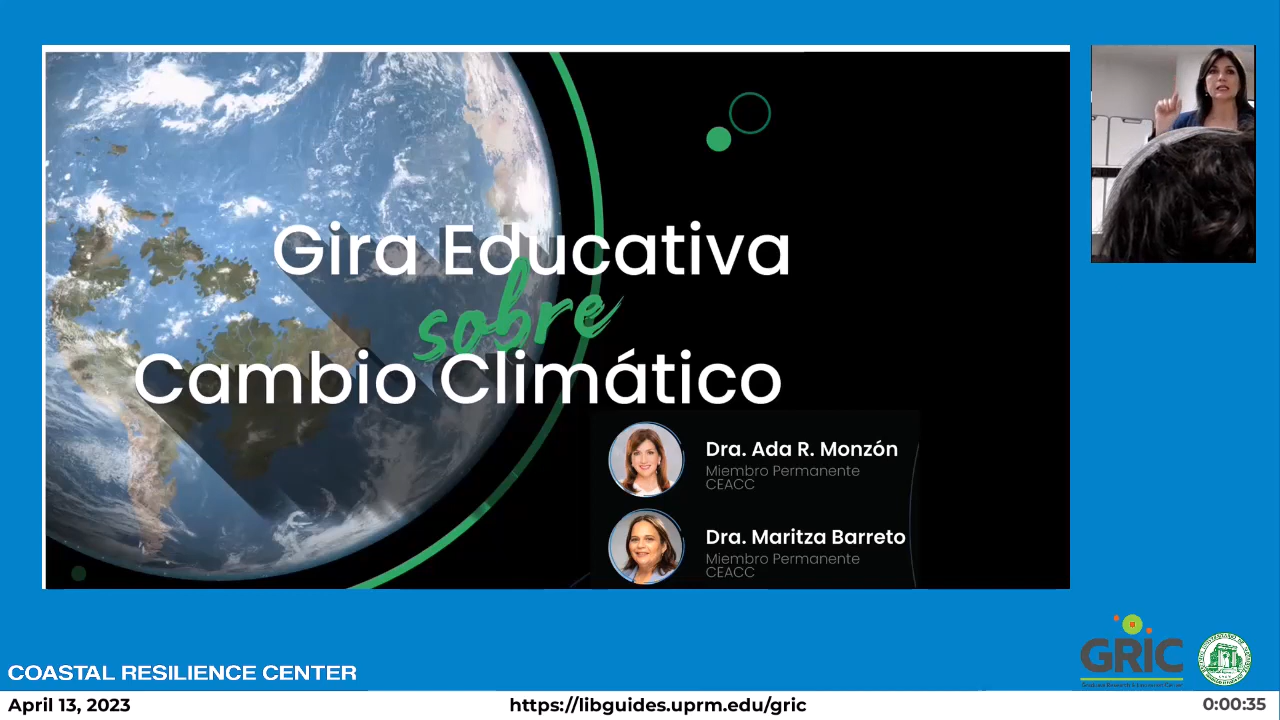 Gira Educativa
sobre
Cambio Climático
Dra. Ada R. Monzón
Miembro Permanente
CEACC
Dra. Maritza Barreto
Miembro Permanente
CEACC
GRIC
COASTAL RESILIENCE CENTER
April 13, 2023
https://libguides.uprm.edu/gric
0:00:35